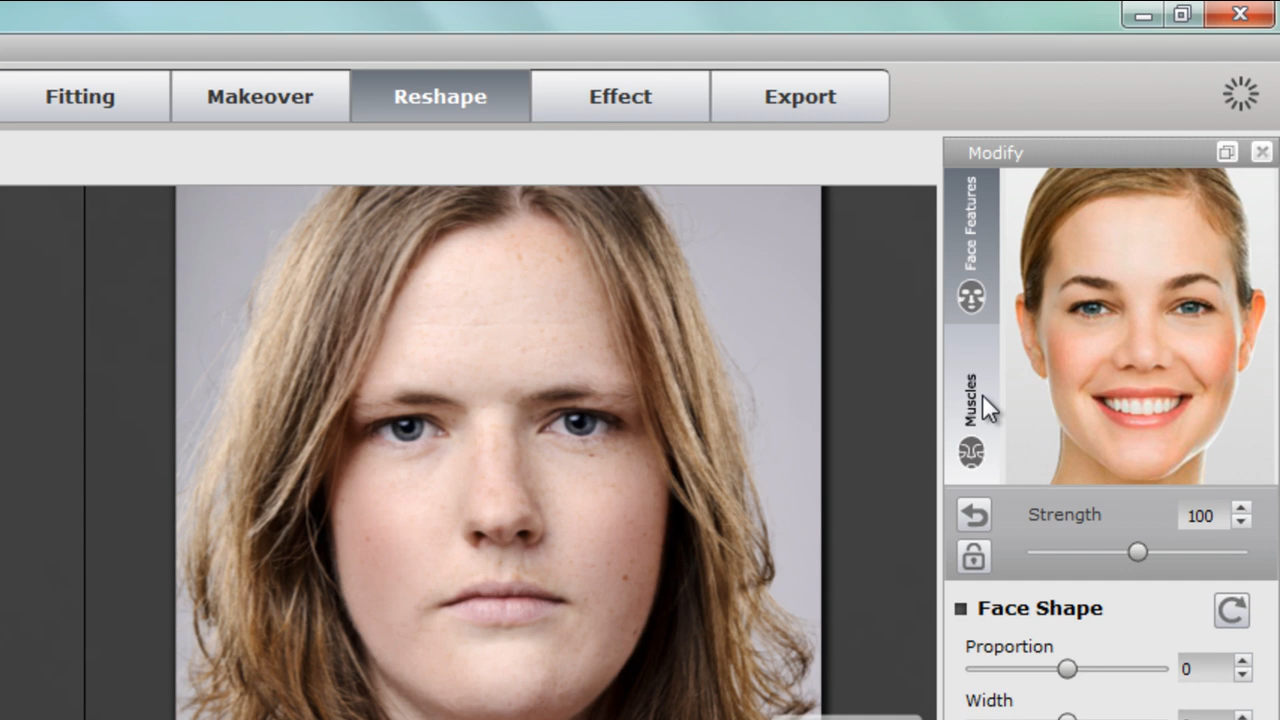 Fitting
Makeover
Reshape
Effect
Export
Modify
Face Features
Muscles
Strength
100
Face Shape
Proportion
0
Width